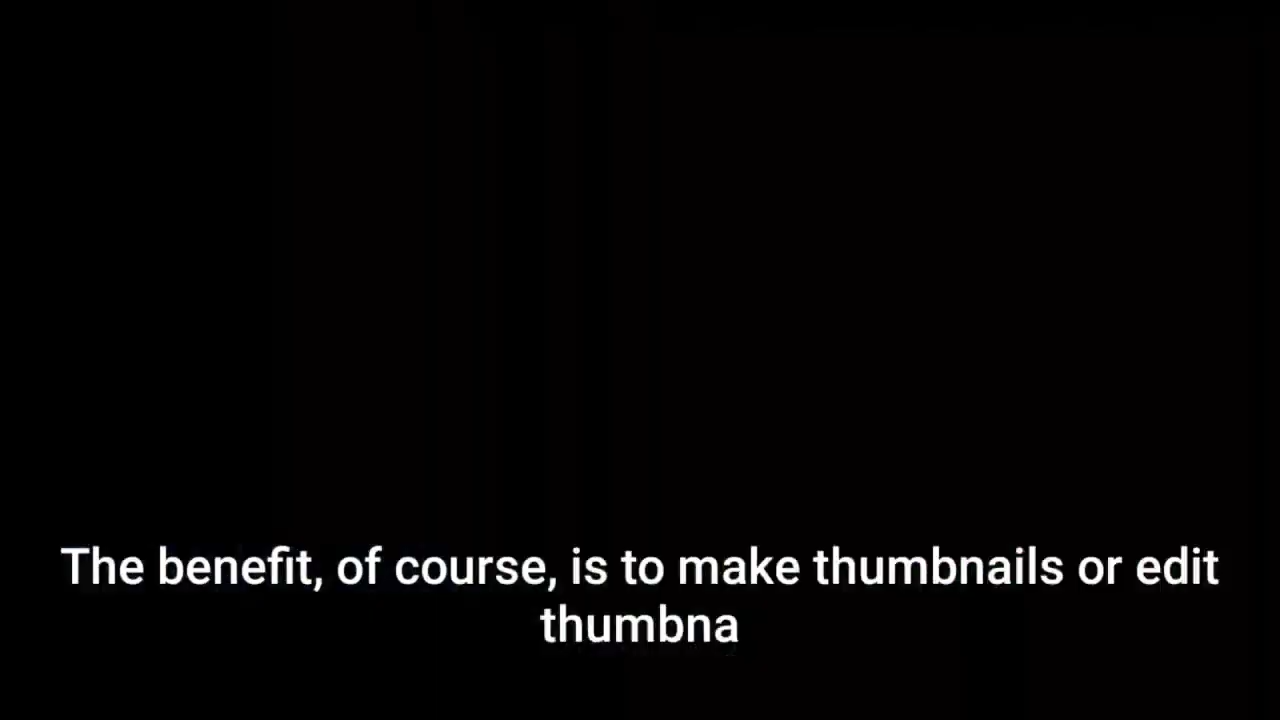 The benefit, of course, is to make thumbnails or edit
thumbna